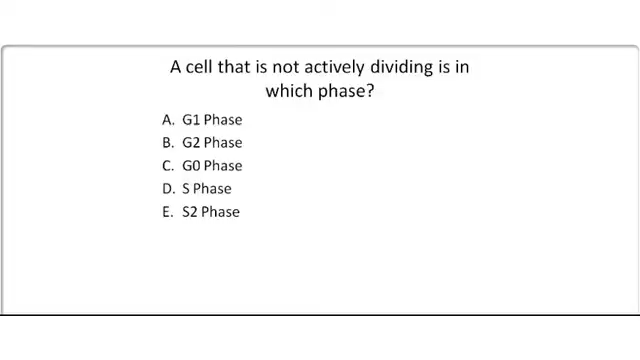 A cell that is not actively dividing is in
which phase?
A. G1 Phase
B. G2 Phase
C. G0 Phase
D. S Phase
E. S2 Phase